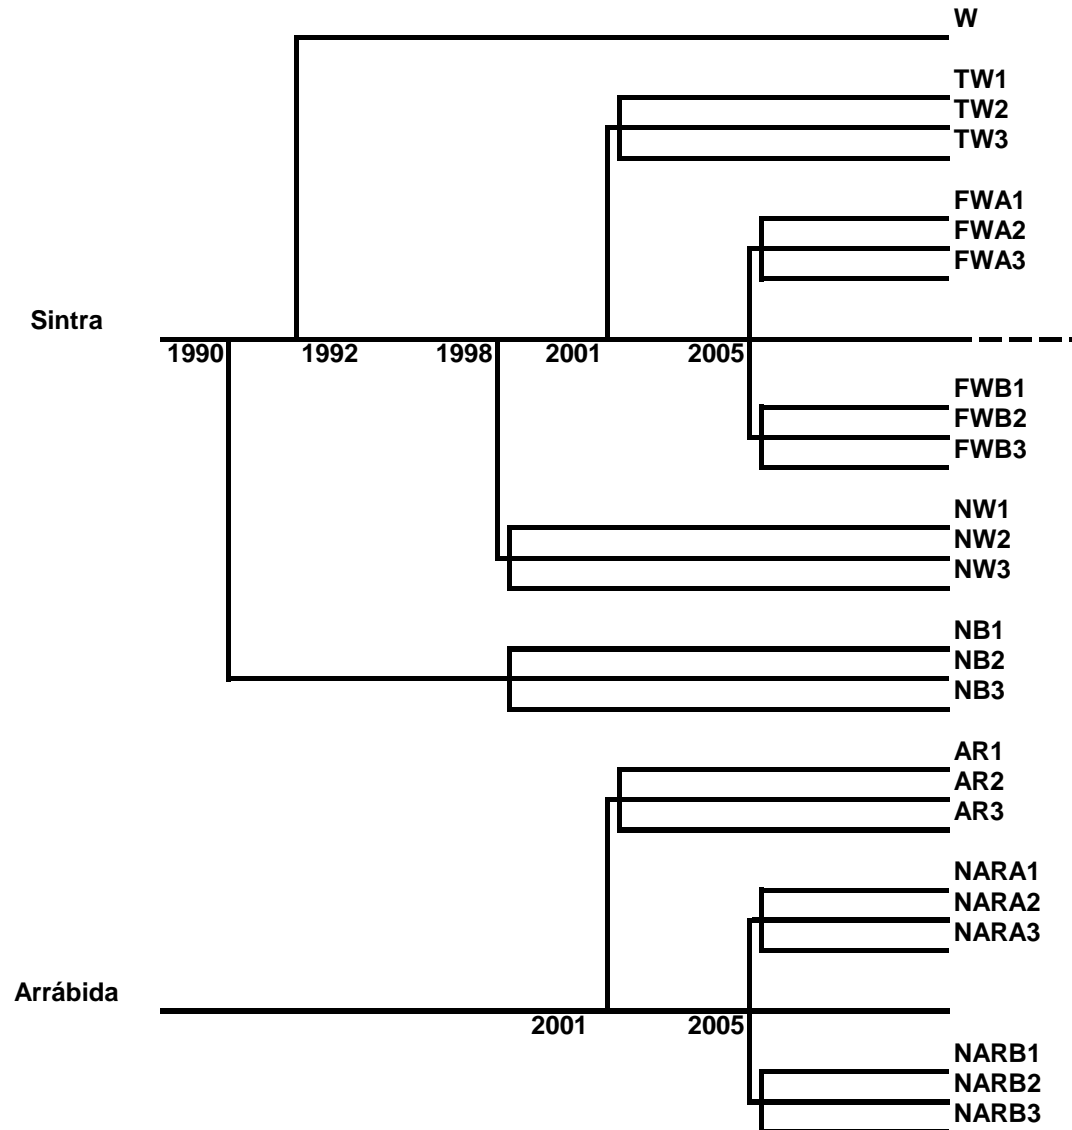 W
TW1
TW2
TW3
FWA1
FWA2
FWA3
Sintra
1990 1992 1998 2001 2005
FWB1
FWB2
FWB3
NW1
NW2
NW3
NB1
NB2
NB3
AR1
AR2
AR3
NARA1
NARA2
NARA3
Arrábida
2001 2005
NARB1
NARB2
NARB3